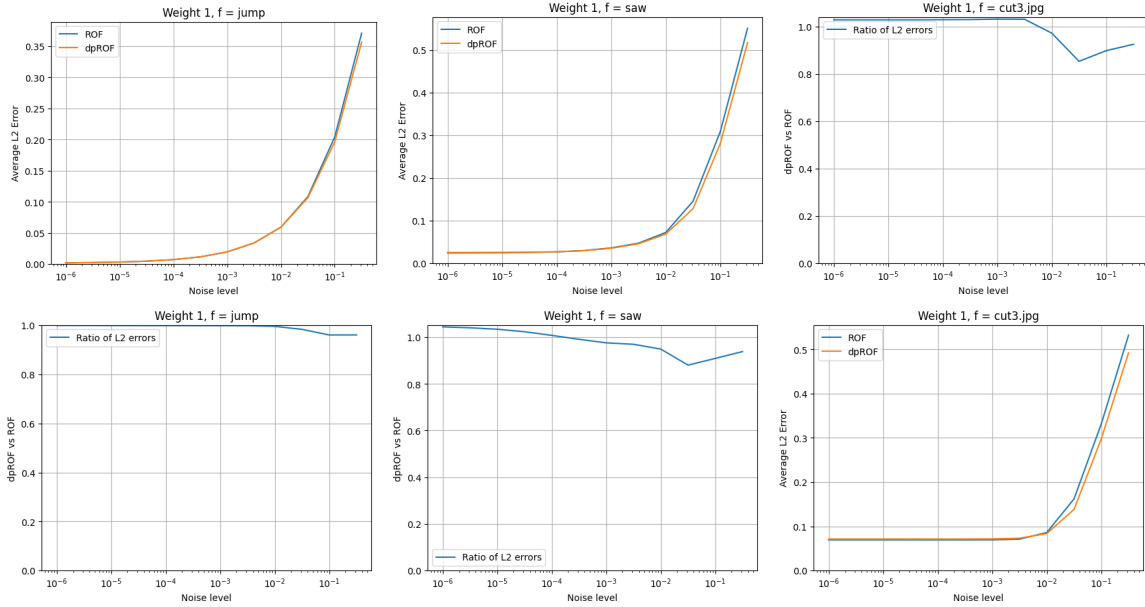 Weight 1, f = jump
ROF
dpROF
Average L2 Error
0.35
0.30
0.25
0.20
0.15
0.10
0.05
0.00
10⁻⁶ 10⁻⁵ 10⁻⁴ 10⁻³ 10⁻² 10⁻¹
Noise level
Weight 1, f = saw
ROF
dpROF
Average L2 Error
0.5
0.4
0.3
0.2
0.1
0.0
10⁻⁶ 10⁻⁵ 10⁻⁴ 10⁻³ 10⁻² 10⁻¹
Noise level
Weight 1, f = cut3.jpg
Ratio of L2 errors
dpROF vs ROF
1.0
0.8
0.6
0.4
0.2
0.0
10⁻⁶ 10⁻⁵ 10⁻⁴ 10⁻³ 10⁻² 10⁻¹
Noise level
Weight 1, f = jump
Ratio of L2 errors
dpROF vs ROF
1.0
0.8
0.6
0.4
0.2
0.0
10⁻⁶ 10⁻⁵ 10⁻⁴ 10⁻³ 10⁻² 10⁻¹
Noise level
Weight 1, f = saw
dpROF vs ROF
1.0
0.8
0.6
0.4
0.2
0.0
Ratio of L2 errors
10⁻⁶ 10⁻⁵ 10⁻⁴ 10⁻³ 10⁻² 10⁻¹
Noise level
Weight 1, f = cut3.jpg
ROF
dpROF
Average L2 Error
0.5
0.4
0.3
0.2
0.1
0.0
10⁻⁶ 10⁻⁵ 10⁻⁴ 10⁻³ 10⁻² 10⁻¹
Noise level